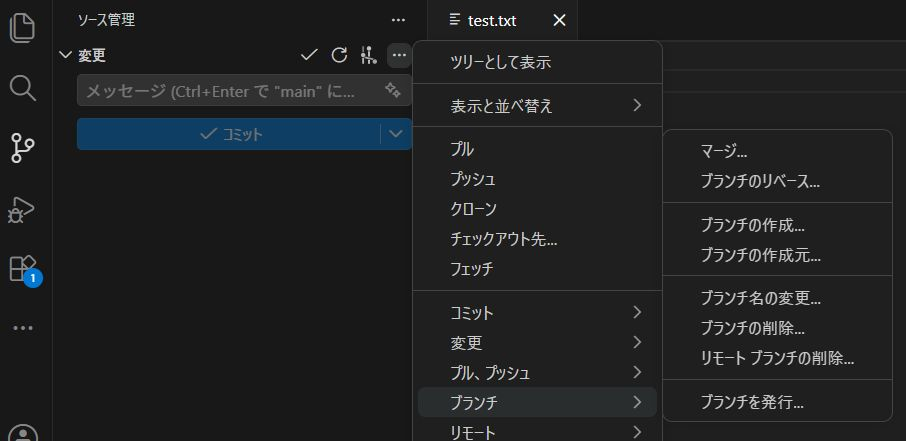 ソース管理
test.txt
変更
メッセージ (Ctrl+Enter で "main" に...
コミット
1
ツリーとして表示
表示と並べ替え
プル
プッシュ
クローン
チェックアウト先...
フェッチ
コミット
変更
プル、プッシュ
ブランチ
リモート
マージ...
ブランチのリベース...
ブランチの作成...
ブランチの作成元...
ブランチ名の変更...
ブランチの削除...
リモート ブランチの削除...
ブランチを発行...